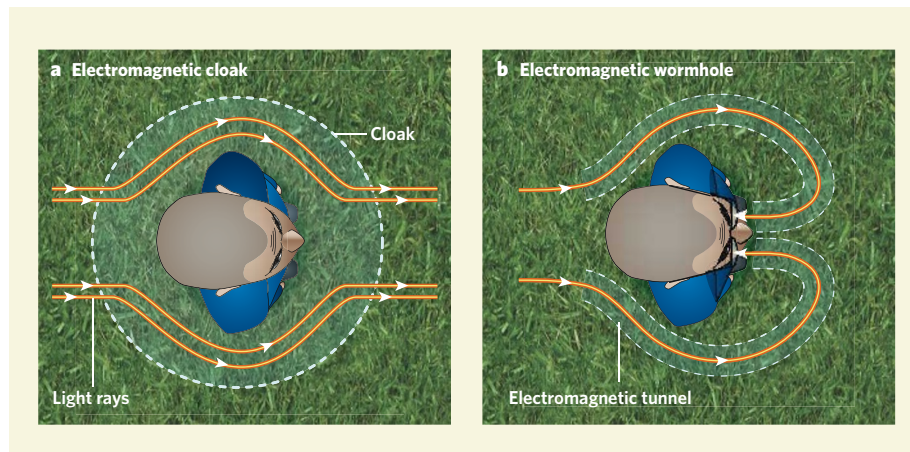 a Electromagnetic cloak
Cloak
Light rays
b Electromagnetic wormhole
Electromagnetic tunnel